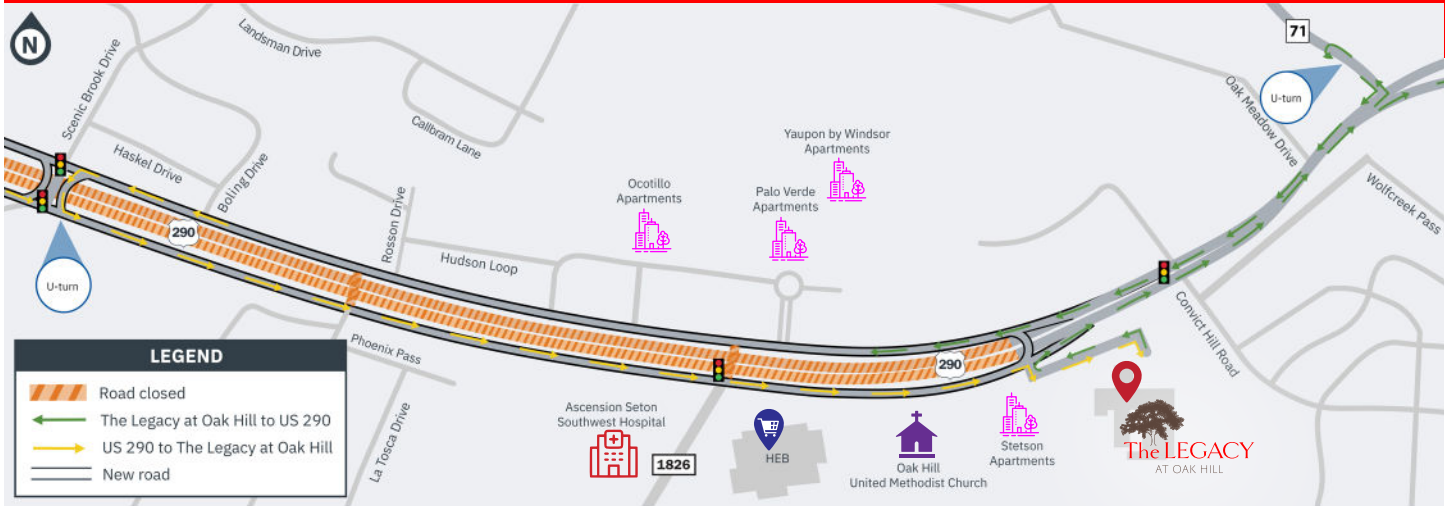 N
Landsman Drive
71
Scenic Brook Drive
U-turn
Oak Meadow Drive
Callbram Lane
Yaupon by Windsor
Apartments
Haskel Drive
Boling Drive
Ocotillo
Apartments
Palo Verde
Apartments
Wolfcreek Pass
Rosson Drive
290
Hudson Loop
U-turn
Convict Hill Road
LEGEND
Road closed
The Legacy at Oak Hill to US 290
US 290 to The Legacy at Oak Hill
New road
Phoenix Pass
La Tosca Drive
290
Ascension Seton
Southwest Hospital
1826
HEB
Oak Hill
United Methodist Church
Stetson
Apartments
The LEGACY
AT OAK HILL